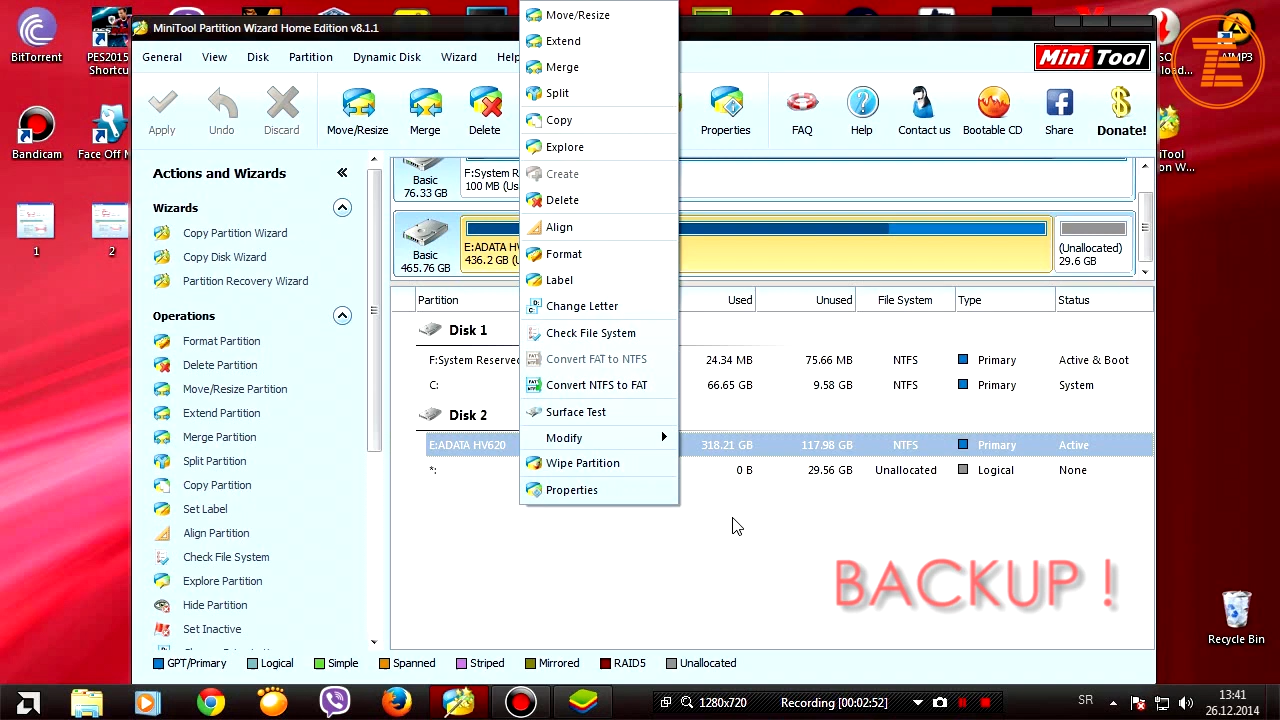 BitTorrent
PES2015
Shortcu
Bandicam
Face Off M
1
2
AIMP3
Recycle Bin
MiniTool Partition Wizard Home Edition v8.1.1
General View Disk Partition Dynamic Disk Wizard Help
Mini Tool
Apply Undo Discard Move/Resize Merge Delete Properties FAQ Help Contact us Bootable CD Share Donate!
Actions and Wizards
Wizards
Copy Partition Wizard
Copy Disk Wizard
Partition Recovery Wizard
Operations
Format Partition
Delete Partition
Move/Resize Partition
Extend Partition
Merge Partition
Split Partition
Copy Partition
Set Label
Align Partition
Check File System
Explore Partition
Hide Partition
Set Inactive
Move/Resize
Extend
Merge
Split
Copy
Explore
Create
Delete
Align
Format
Label
Change Letter
Check File System
Convert FAT to NTFS
Convert NTFS to FAT
Surface Test
Modify
Wipe Partition
Properties
Basic
76.33 GB
F:System R
100 MB (Us
Basic
465.76 GB
E:ADATA H
436.2 GB (
(Unallocated)
29.6 GB
Partition Used Unused File System Type Status
Disk 1
F:System Reserve 24.34 MB 75.66 MB NTFS Primary Active & Boot
C: 66.65 GB 9.58 GB NTFS Primary System
Disk 2
E:ADATA HV620 318.21 GB 117.98 GB NTFS Primary Active
*: 0 B 29.56 GB Unallocated Logical None
BACKUP !
GPT/Primary Logical Simple Spanned Striped Mirrored RAID5 Unallocated
1280x720 Recording [00:02:52]
SR
13:41
26.12.2014